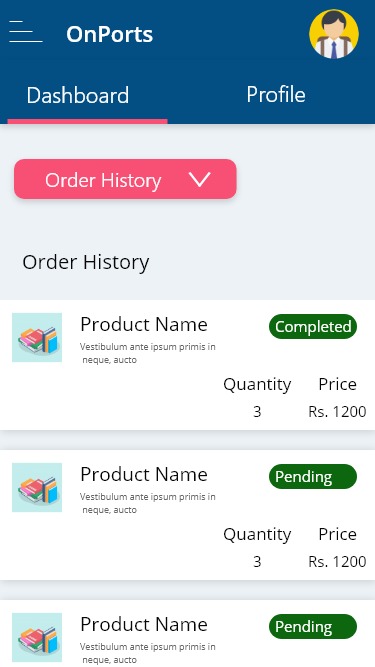 OnPorts
Dashboard Profile
Order History
Order History
Product Name Completed
Vestibulum ante ipsum primis in
neque, aucto
Quantity Price
3 Rs. 1200
Product Name Pending
Vestibulum ante ipsum primis in
neque, aucto
Quantity Price
3 Rs. 1200
Product Name Pending
Vestibulum ante ipsum primis in
neque, aucto